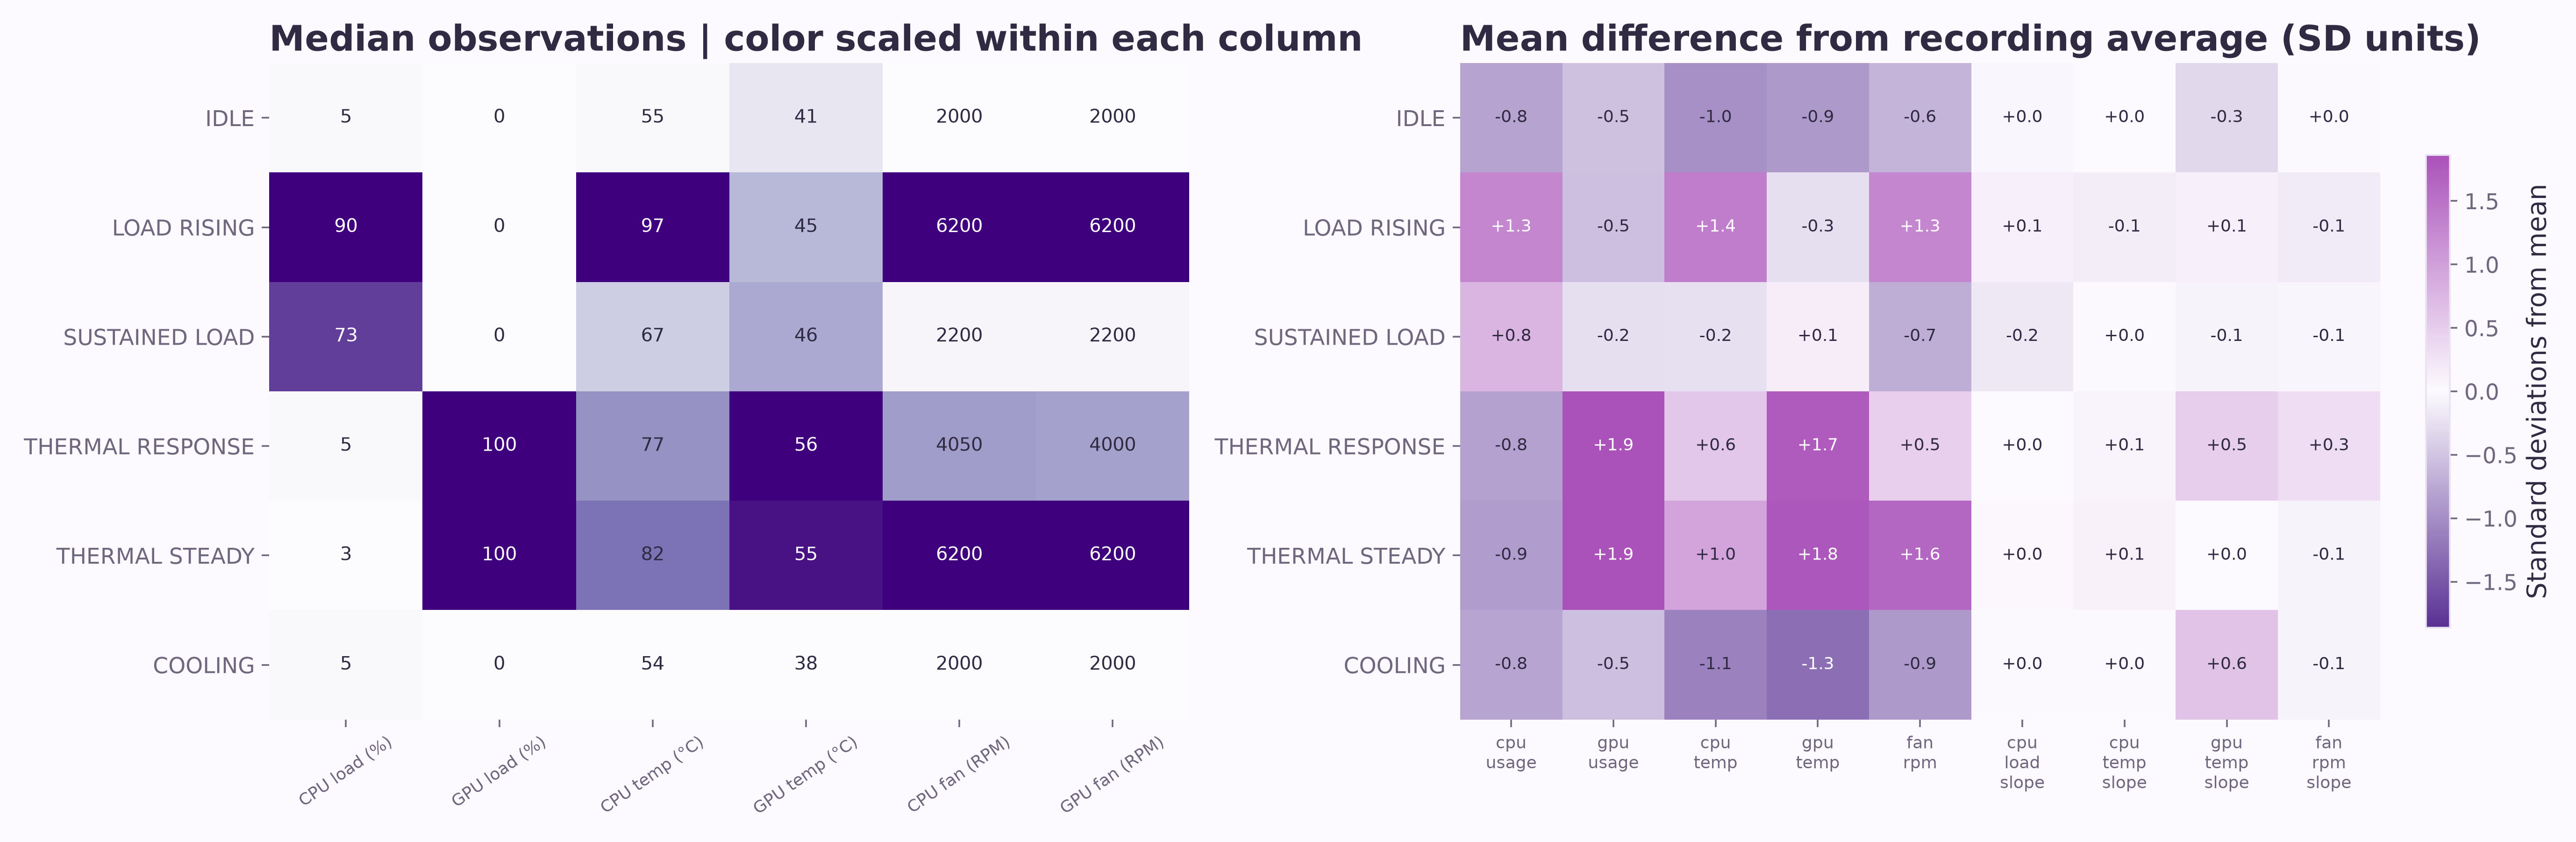 Median observations | color scaled within each column
IDLE 5 0 55 41 2000 2000
LOAD RISING 90 0 97 45 6200 6200
SUSTAINED LOAD 73 0 67 46 2200 2200
THERMAL RESPONSE 5 100 77 56 4050 4000
THERMAL STEADY 3 100 82 55 6200 6200
COOLING 5 0 54 38 2000 2000
CPU load (%) GPU load (%) CPU temp (°C) GPU temp (°C) CPU fan (RPM) GPU fan (RPM)
Mean difference from recording average (SD units)
IDLE -0.8 -0.5 -1.0 -0.9 -0.6 +0.0 +0.0 -0.3 +0.0
LOAD RISING +1.3 -0.5 +1.4 -0.3 +1.3 +0.1 -0.1 +0.1 -0.1
SUSTAINED LOAD +0.8 -0.2 -0.2 +0.1 -0.7 -0.2 +0.0 -0.1 -0.1
THERMAL RESPONSE -0.8 +1.9 +0.6 +1.7 +0.5 +0.0 +0.1 +0.5 +0.3
THERMAL STEADY -0.9 +1.9 +1.0 +1.8 +1.6 +0.0 +0.1 +0.0 -0.1
COOLING -0.8 -0.5 -1.1 -1.3 -0.9 +0.0 +0.0 +0.6 -0.1
cpu gpu cpu gpu fan cpu cpu gpu fan
usage usage temp temp rpm load temp temp rpm
slope slope slope slope
1.5
1.0
0.5
0.0
−0.5
−1.0
−1.5
Standard deviations from mean